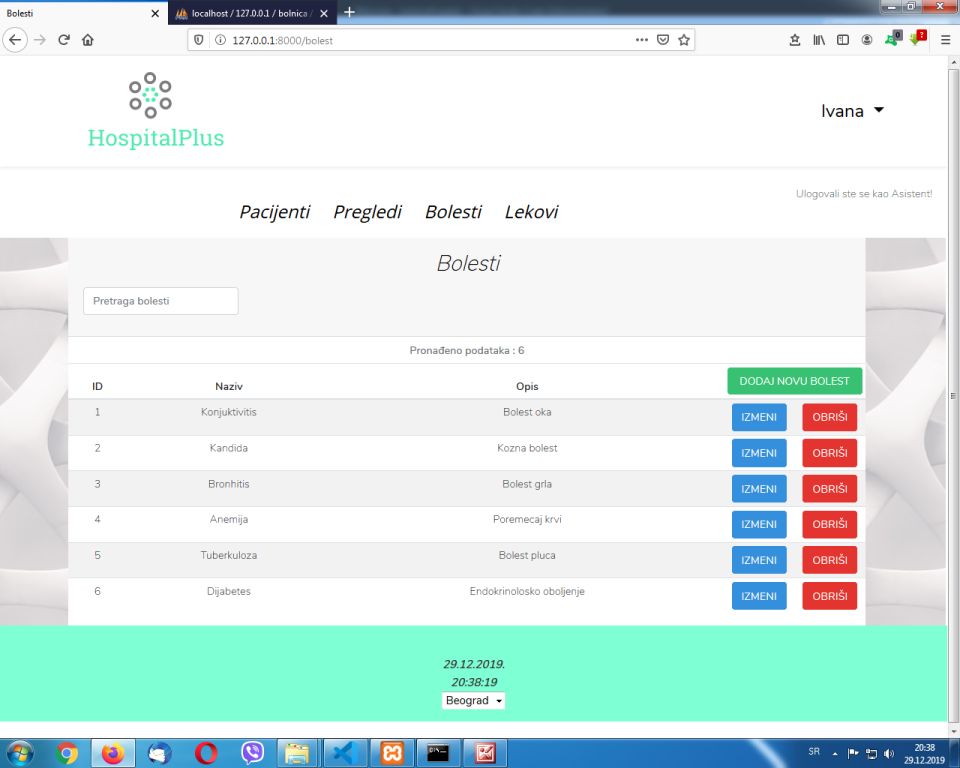 Bolesti
localhost / 127.0.0.1 / bolnica /
127.0.0.1:8000/bolest
0
?
HospitalPlus
Ivana
Ulogovali ste se kao Asistent!
Pacijenti Pregledi Bolesti Lekovi
Bolesti
Pretraga bolesti
Pronađeno podataka : 6
ID Naziv Opis DODAJ NOVU BOLEST
1 Konjuktivitis Bolest oka IZMENI OBRIŠI
2 Kandida Kozna bolest IZMENI OBRIŠI
3 Bronhitis Bolest grla IZMENI OBRIŠI
4 Anemija Poremecaj krvi IZMENI OBRIŠI
5 Tuberkuloza Bolest pluca IZMENI OBRIŠI
6 Dijabetes Endokrinolosko oboljenje IZMENI OBRIŠI
29.12.2019.
20:38:19
Beograd
SR
20:38
29.12.2019